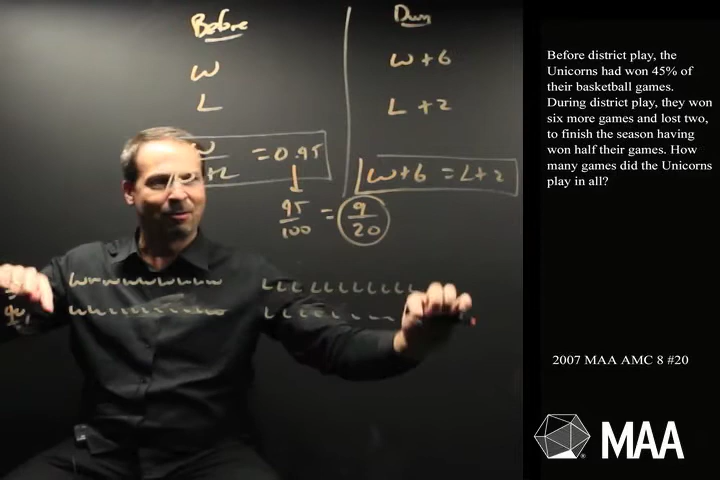 Before
Dur
W
W+6
L
L+2
W
+L
=0.45
W+6 = L+2
45
100
=
9
20
W W W W W W W W W
L L L L L L L L L L
Before district play, the
Unicorns had won 45% of
their basketball games.
During district play, they won
six more games and lost two,
to finish the season having
won half their games. How
many games did the Unicorns
play in all?
2007 MAA AMC 8 #20
MAA